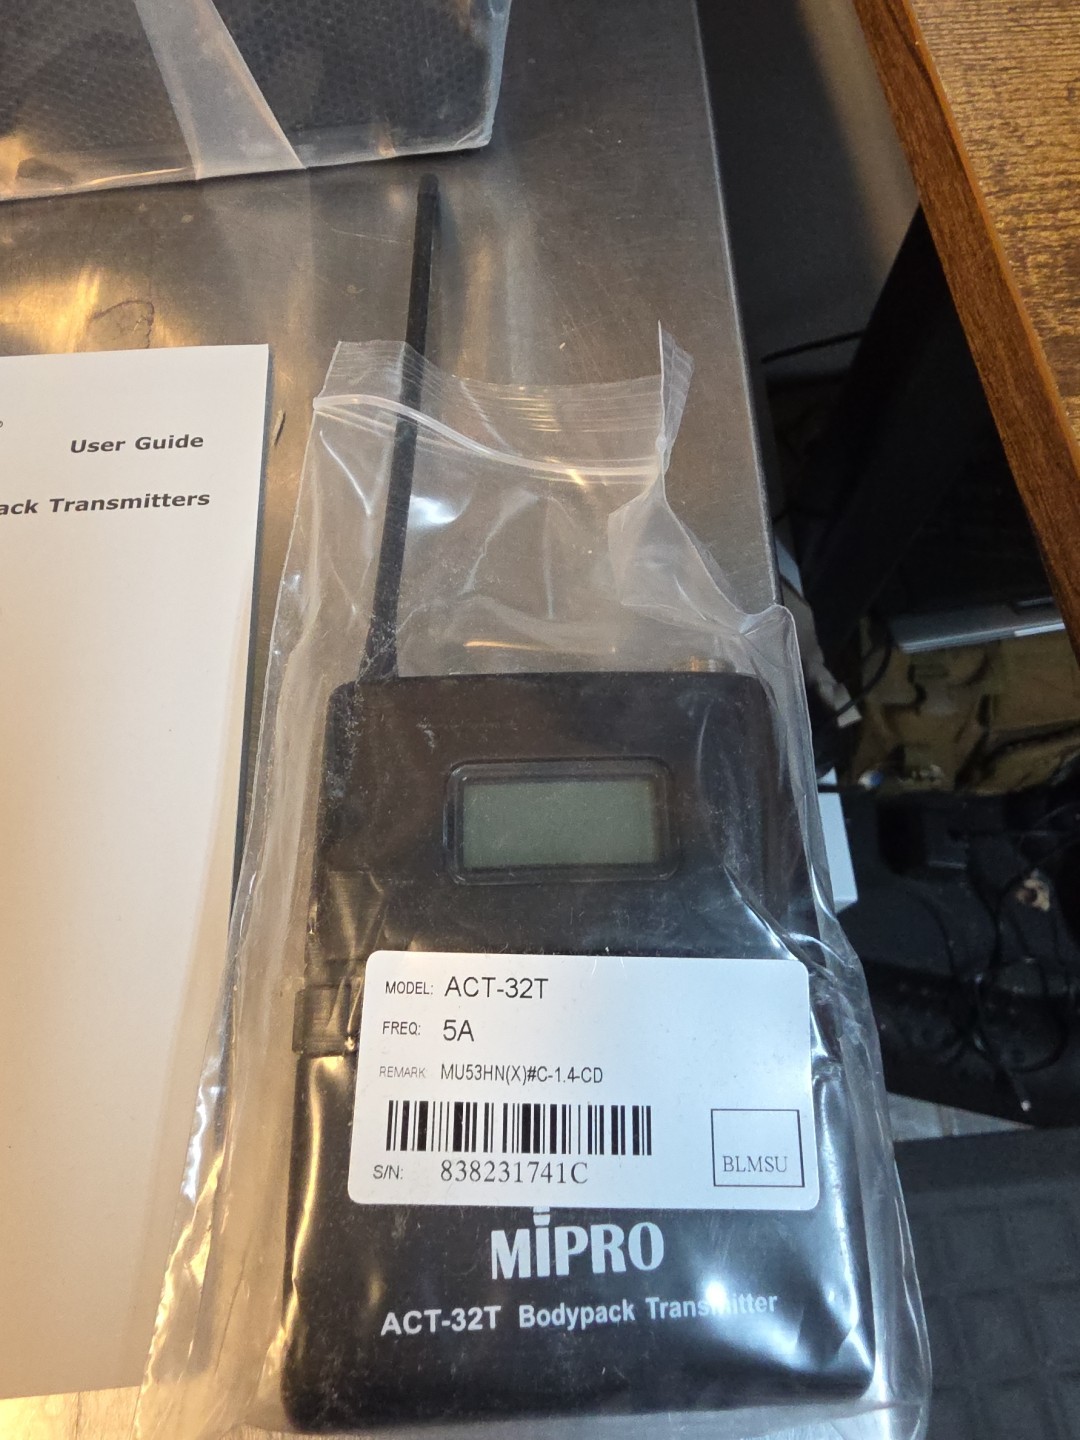 User Guide
Transmitters
MODEL: ACT-32T
FREQ: 5A
REMARK MU53HN(X)#C-1.4-CD
S/N: 838231741C
BLMSU
MIPRO
ACT-32T Bodypack Transmitter